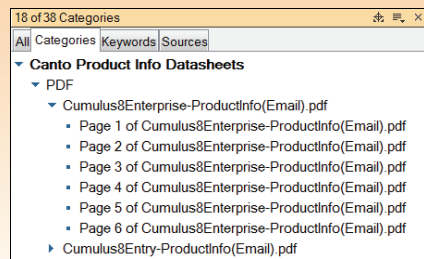 18 of 38 Categories
All Categories Keywords Sources
Canto Product Info Datasheets
PDF
Cumulus8Enterprise-ProductInfo(Email).pdf
Page 1 of Cumulus8Enterprise-ProductInfo(Email).pdf
Page 2 of Cumulus8Enterprise-ProductInfo(Email).pdf
Page 3 of Cumulus8Enterprise-ProductInfo(Email).pdf
Page 4 of Cumulus8Enterprise-ProductInfo(Email).pdf
Page 5 of Cumulus8Enterprise-ProductInfo(Email).pdf
Page 6 of Cumulus8Enterprise-ProductInfo(Email).pdf
Cumulus8Entry-ProductInfo(Email).pdf